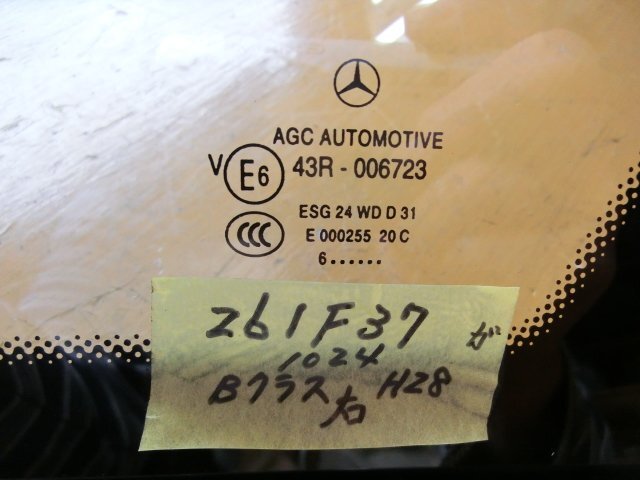 AGC AUTOMOTIVE
V E6 43R - 006723
ESG 24 WD D 31
CCC E 000255 20 C
6......
261F37 ガ
1024
Bクラス H28
右